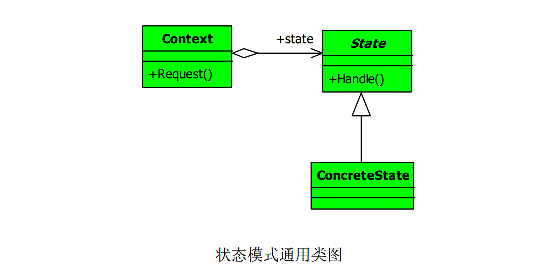 Context
+state
State
+Request()
+Handle()
ConcreteState
状态模式通用类图